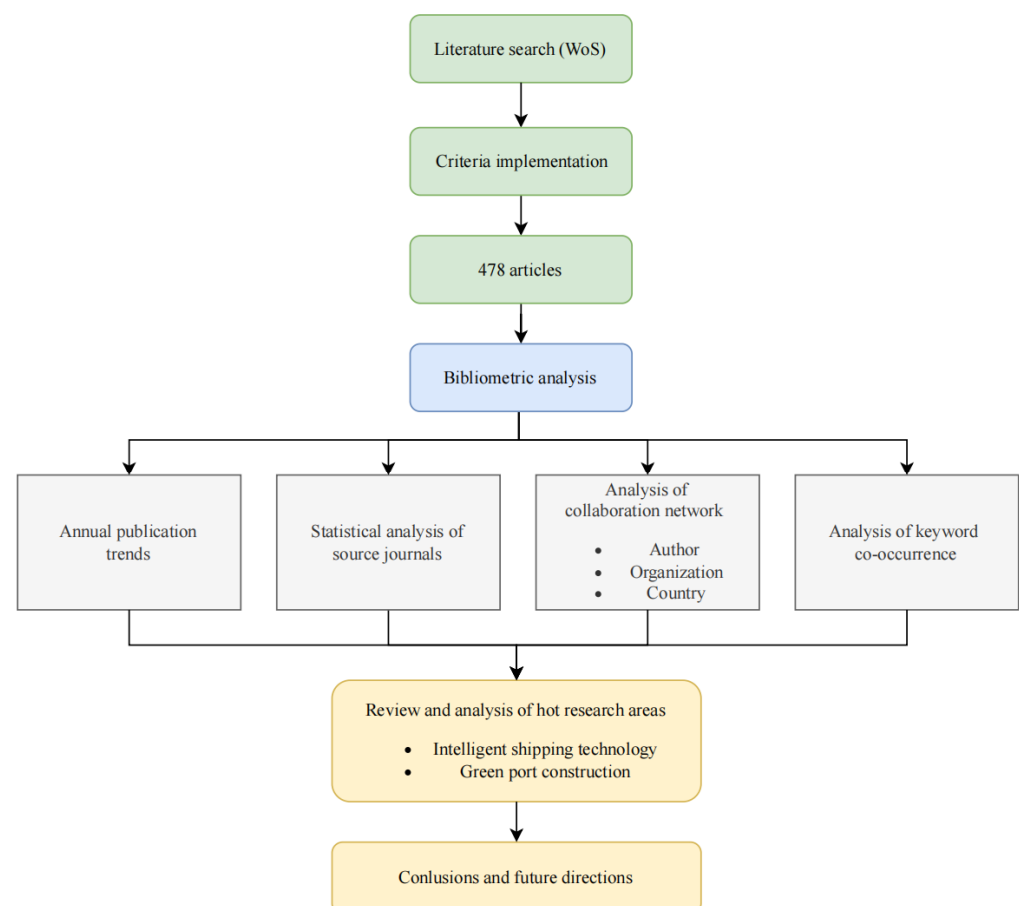 Literature search (WoS)
Criteria implementation
478 articles
Bibliometric analysis
Annual publication
trends
Statistical analysis of
source journals
Analysis of
collaboration network
• Author
• Organization
• Country
Analysis of keyword
co-occurrence
Review and analysis of hot research areas
• Intelligent shipping technology
• Green port construction
Conlusions and future directions